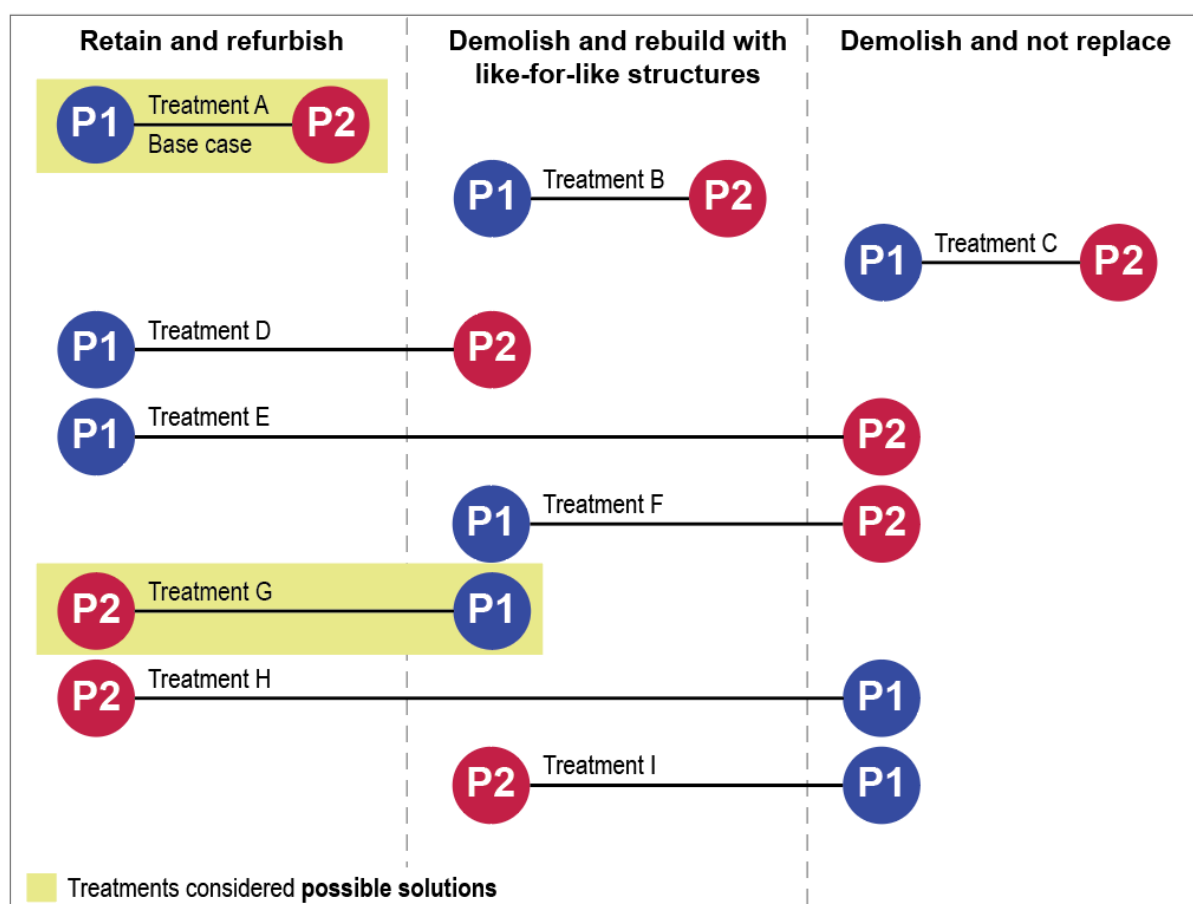 Retain and refurbish
Demolish and rebuild with
like-for-like structures
Demolish and not replace
P1 Treatment A P2
Base case
P1 Treatment B P2
P1 Treatment C P2
P1 Treatment D P2
P1 Treatment E P2
P1 Treatment F P2
P2 Treatment G P1
P2 Treatment H P1
P2 Treatment I P1
Treatments considered possible solutions